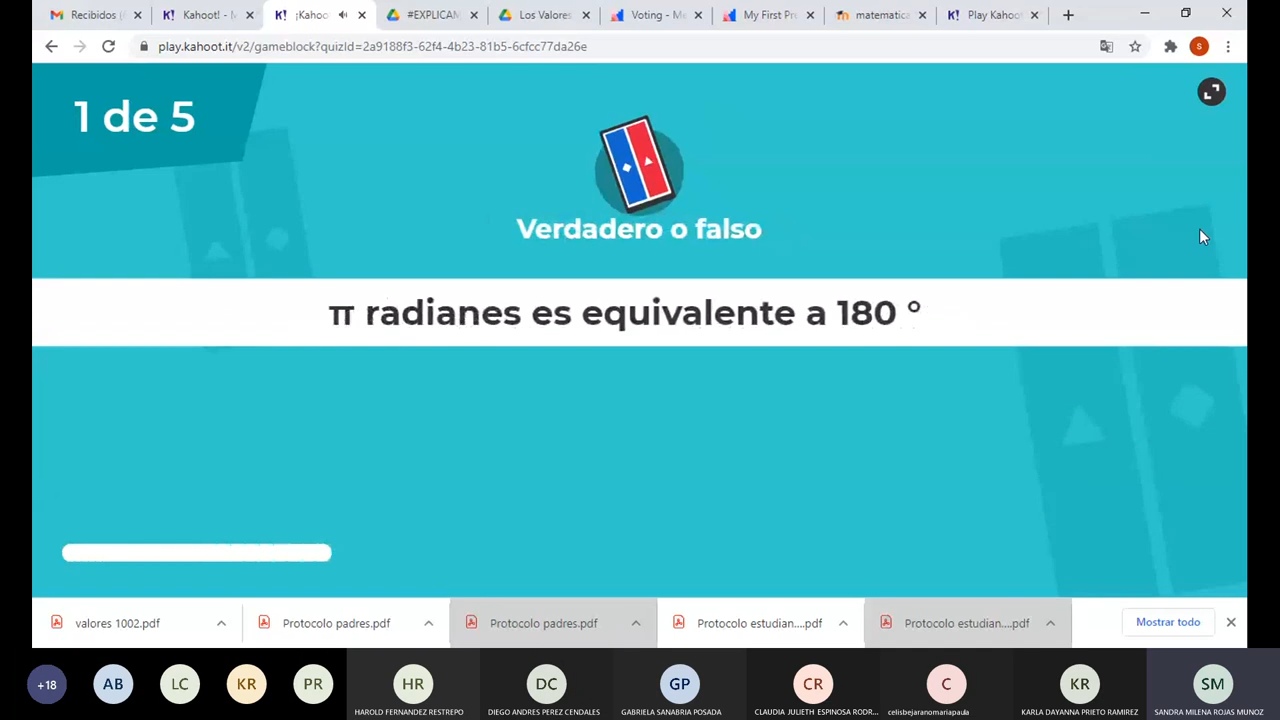 Recibidos (
Kahoot! - M
¡Kahoo
#EXPLICAN
Los Valores
Voting - Me
My First Pr
matematica
Play Kahoot
play.kahoot.it/v2/gameblock?quizId=2a9188f3-62f4-4b23-81b5-6cfcc77da26e
S
1 de 5
Verdadero o falso
π radianes es equivalente a 180 °
valores 1002.pdf
Protocolo padres.pdf
Protocolo padres.pdf
Protocolo estudian....pdf
Protocolo estudian....pdf
Mostrar todo
+18
AB
LC
KR
PR
HR
DC
GP
CR
C
KR
SM
HAROLD FERNANDEZ RESTREPO
DIEGO ANDRES PEREZ CENDALES
GABRIELA SANABRIA POSADA
CLAUDIA JULIETH ESPINOSA RODR...
celisbejaranomariapaula
KARLA DAYANNA PRIETO RAMIREZ
SANDRA MILENA ROJAS MUNOZ